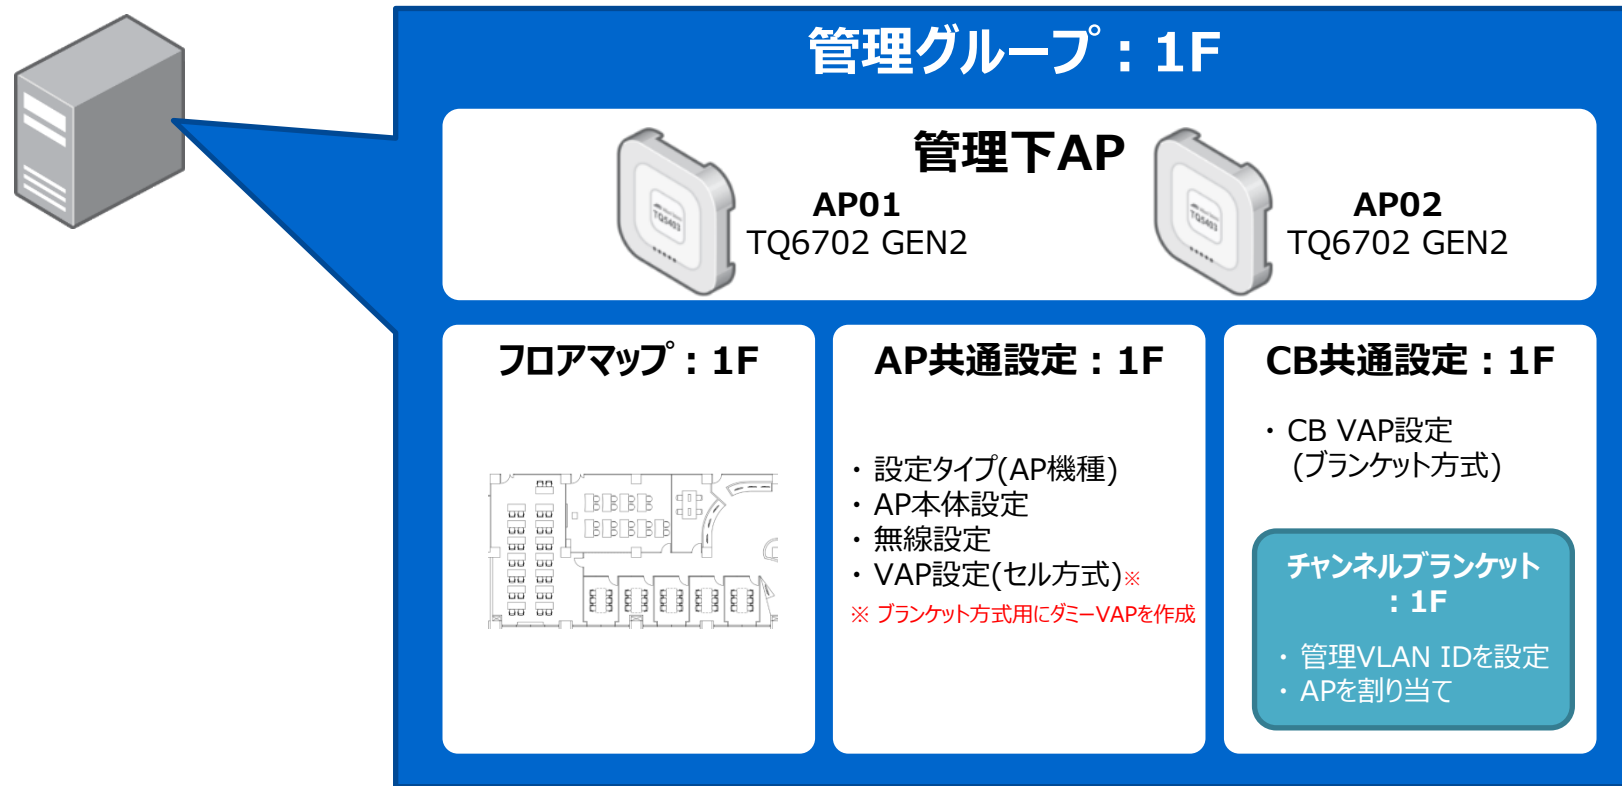 管理グループ：1F
管理下AP
AP01
TQ6702 GEN2
AP02
TQ6702 GEN2
TQ5403
TQ5403
フロアマップ：1F
AP共通設定：1F
・設定タイプ(AP機種)
・AP本体設定
・無線設定
・VAP設定(セル方式)※
※ ブランケット方式用にダミーVAPを作成
CB共通設定：1F
・CB VAP設定
(ブランケット方式)
チャンネルブランケット
：1F
・管理VLAN IDを設定
・APを割り当て